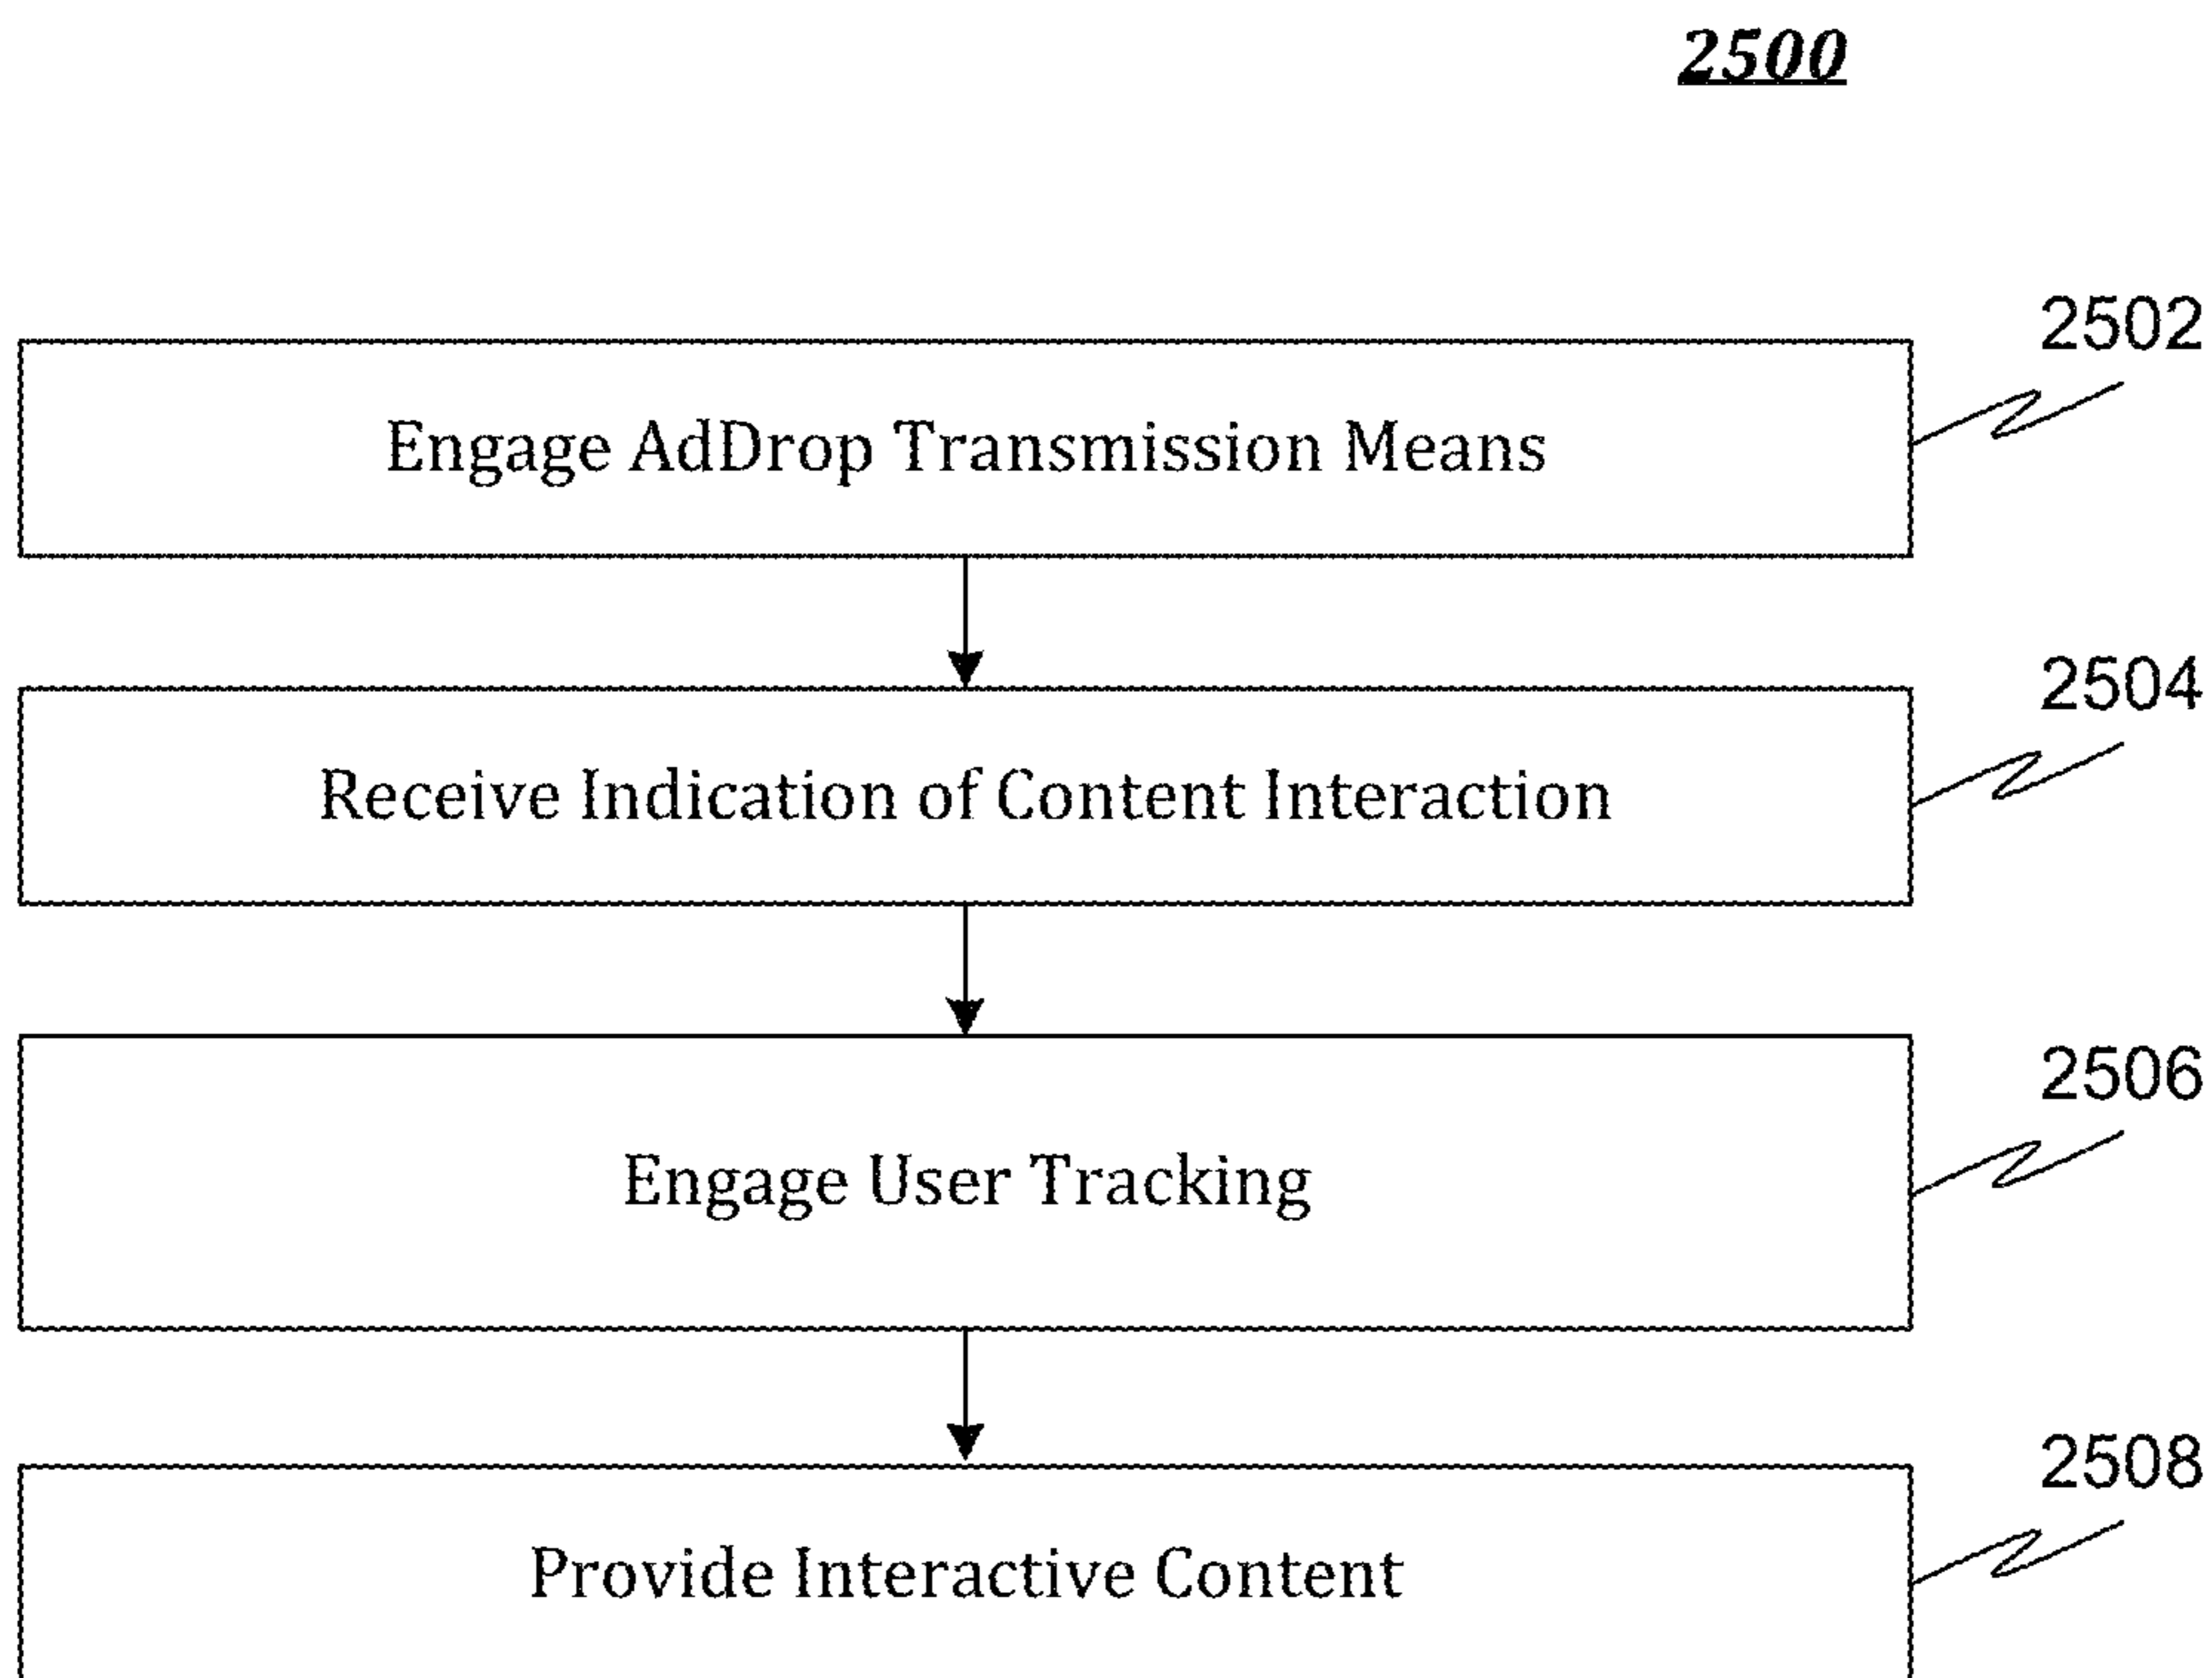 2500
2502
Engage AdDrop Transmission Means
2504
Receive Indication of Content Interaction
2506
Engage User Tracking
2508
Provide Interactive Content